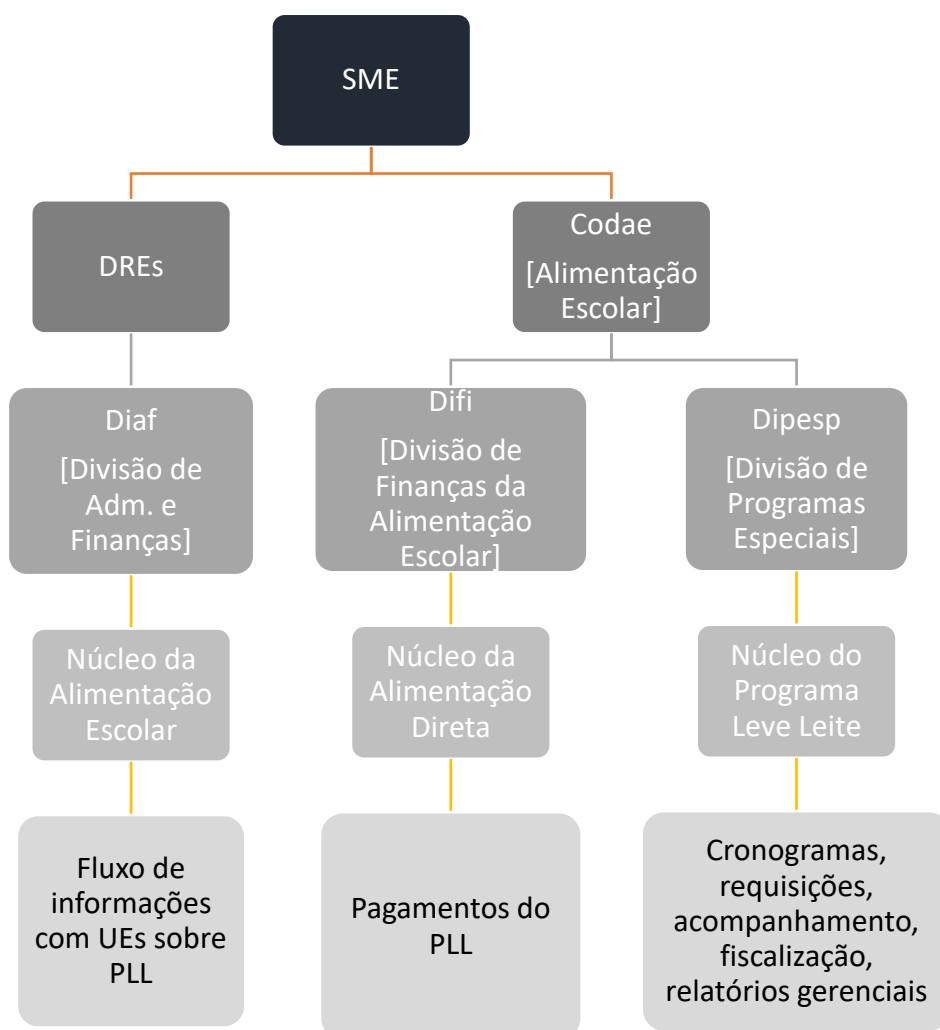 SME
DREs
Codae
[Alimentação
Escolar]
Diaf
[Divisão de
Adm. e
Finanças]
Difi
[Divisão de
Finanças da
Alimentação
Escolar]
Dipesp
[Divisão de
Programas
Especiais]
Núcleo da
Alimentação
Escolar
Núcleo da
Alimentação
Direta
Núcleo do
Programa
Leve Leite
Fluxo de
informações
com UEs sobre
PLL
Pagamentos do
PLL
Cronogramas,
requisições,
acompanhamento,
fiscalização,
relatórios gerenciais